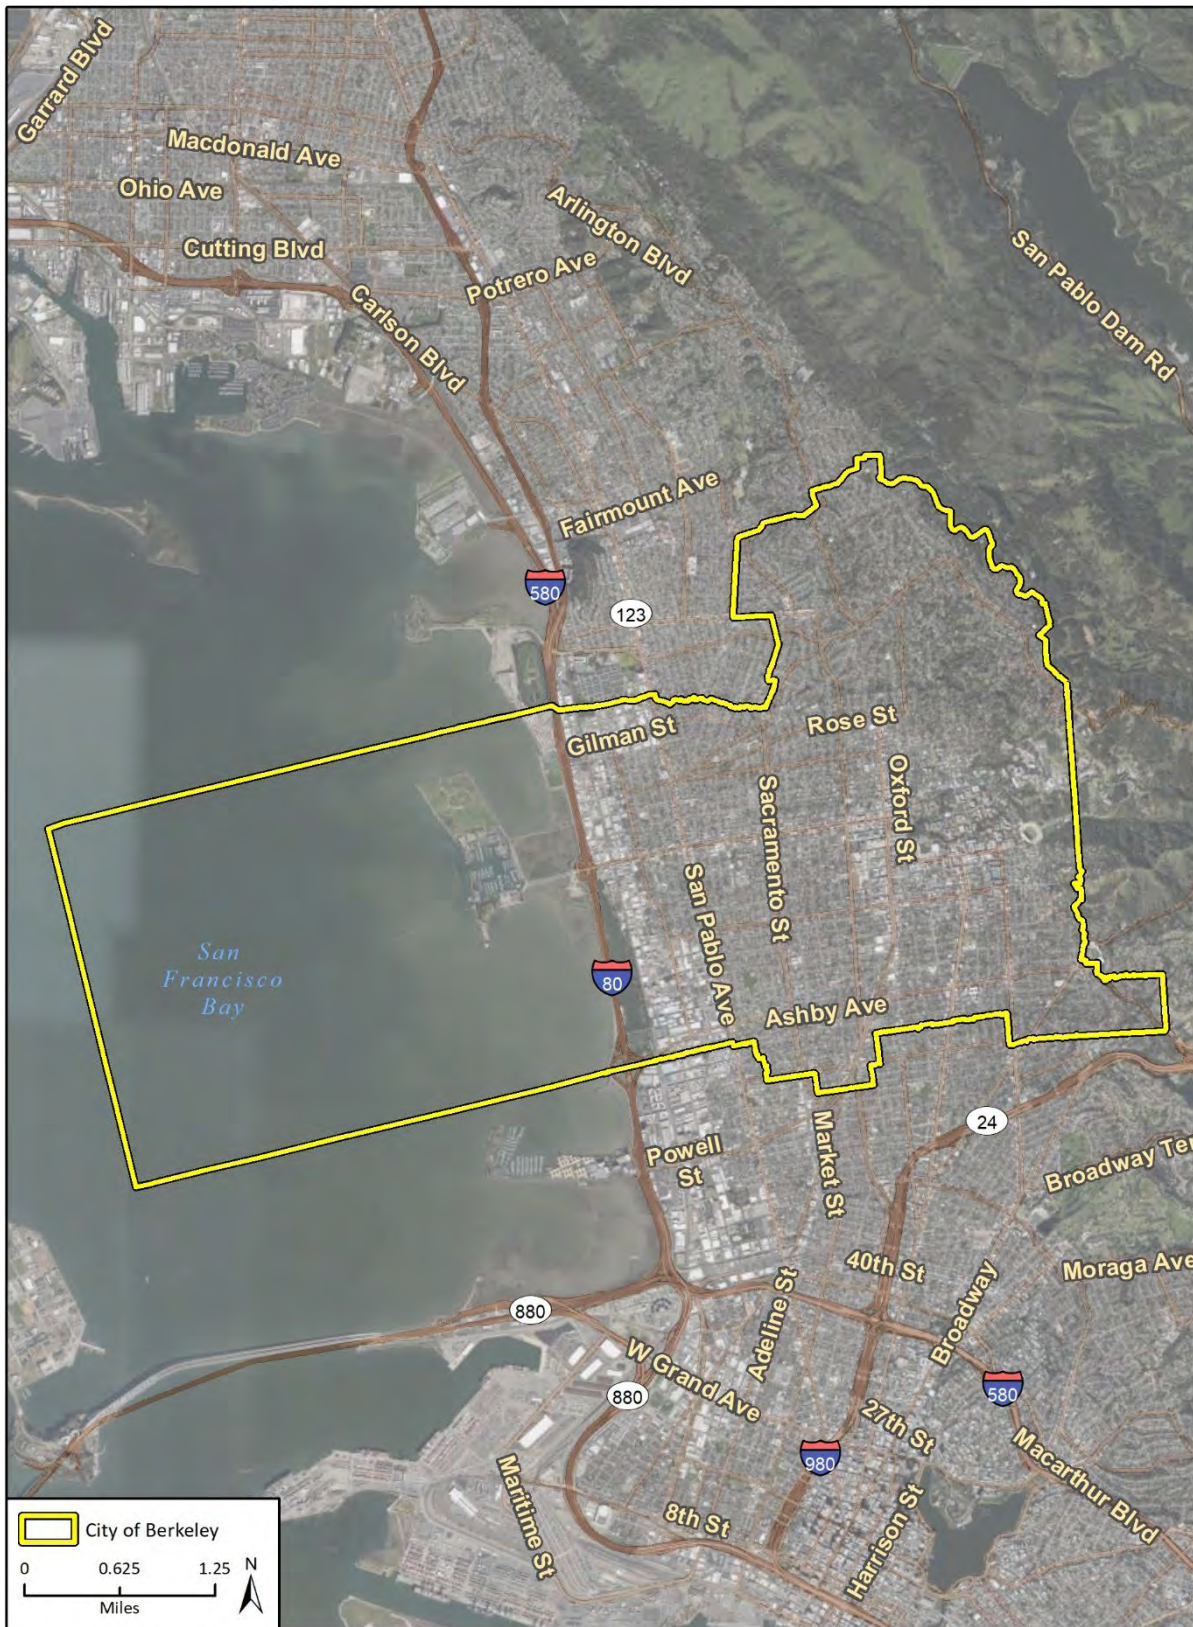 Garrard Blvd
Macdonald Ave
Ohio Ave
Cutting Blvd
Arlington Blvd
Potrero Ave
San Pablo Dam Rd
Carlson Blvd
Fairmount Ave
580
123
Gilman St
Rose St
Oxford St
Sacramento St
San Pablo Ave
San
Francisco
Bay
80
Ashby Ave
24
Powell
St
Market St
Broadway Ter
40th St
Moraga Ave
Adeline St
Broadway
880
W Grand Ave
880
580
27th St
980
Macarthur Blvd
Maritime St
8th St
Harrison St
City of Berkeley
0 0.625 1.25
Miles
N